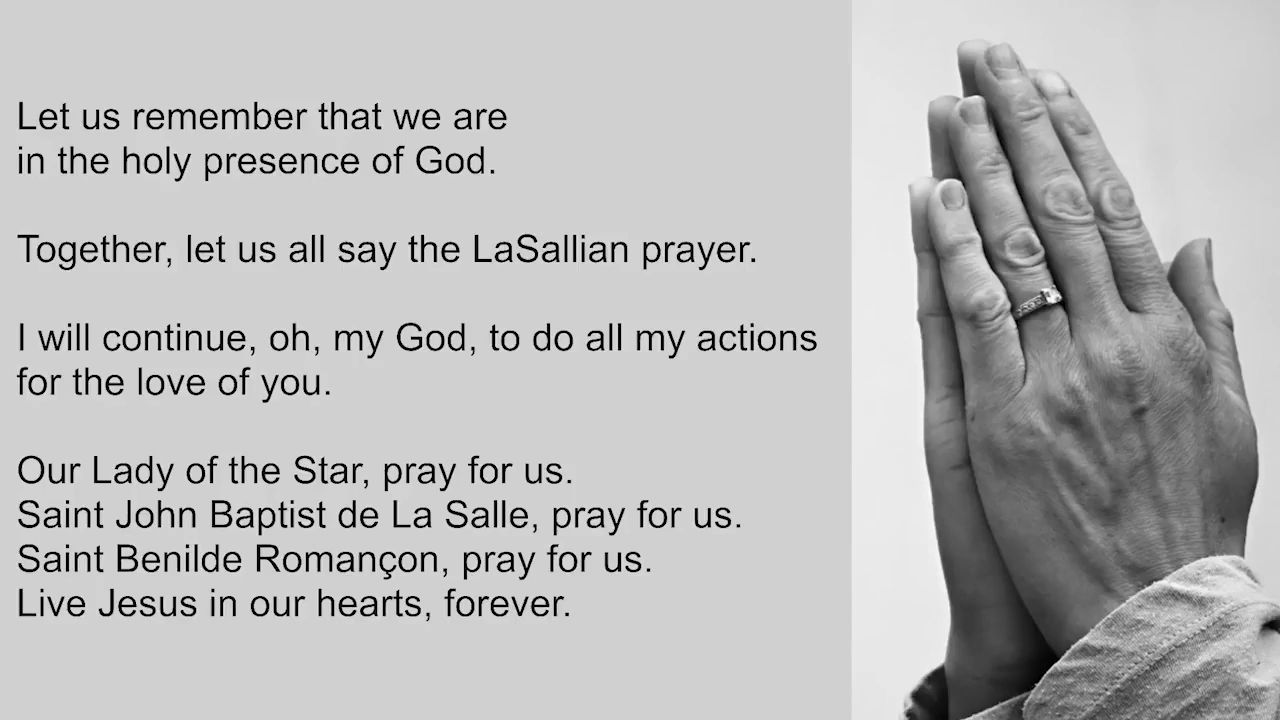 Let us remember that we are
in the holy presence of God.
Together, let us all say the LaSallian prayer.
I will continue, oh, my God, to do all my actions
for the love of you.
Our Lady of the Star, pray for us.
Saint John Baptist de La Salle, pray for us.
Saint Benilde Romançon, pray for us.
Live Jesus in our hearts, forever.